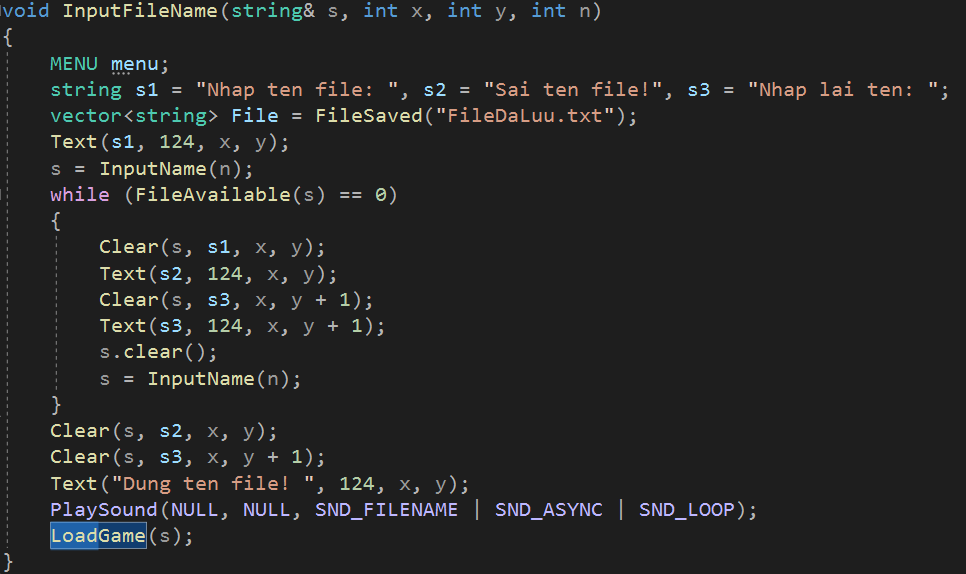 void InputFileName(string& s, int x, int y, int n)
{
MENU menu;
string s1 = "Nhap ten file: ", s2 = "Sai ten file!", s3 = "Nhap lai ten: ";
vector<string> File = FileSaved("FileDaLuu.txt");
Text(s1, 124, x, y);
s = InputName(n);
while (FileAvailable(s) == 0)
{
Clear(s, s1, x, y);
Text(s2, 124, x, y);
Clear(s, s3, x, y + 1);
Text(s3, 124, x, y + 1);
s.clear();
s = InputName(n);
}
Clear(s, s2, x, y);
Clear(s, s3, x, y + 1);
Text("Dung ten file! ", 124, x, y);
PlaySound(NULL, NULL, SND_FILENAME | SND_ASYNC | SND_LOOP);
LoadGame(s);
}